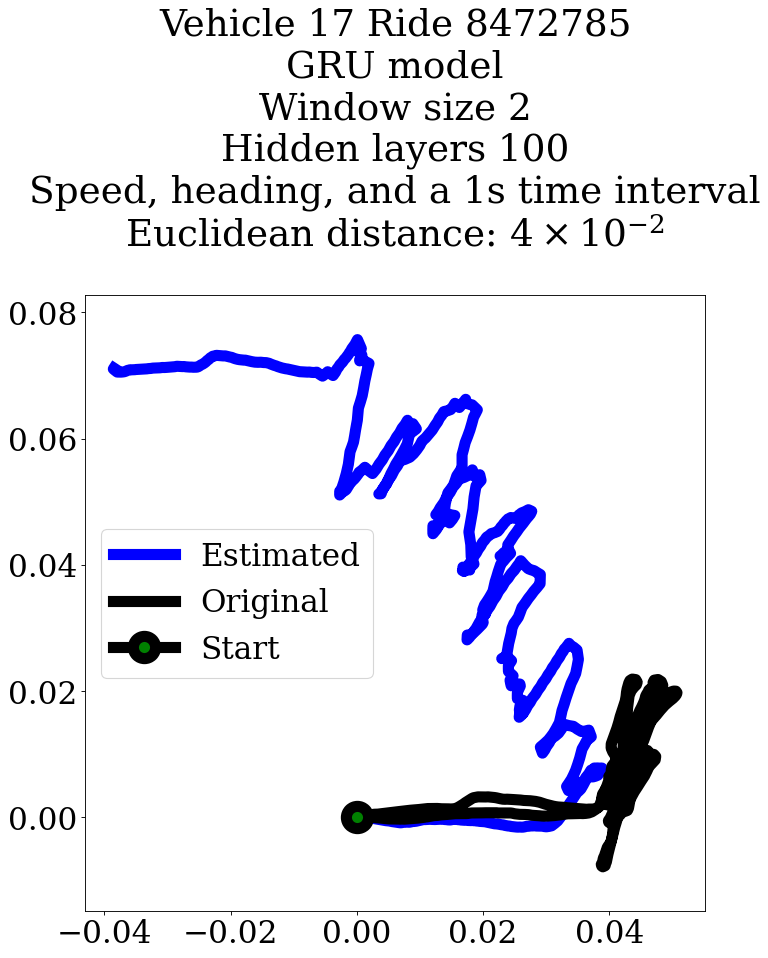 Vehicle 17 Ride 8472785
GRU model
Window size 2
Hidden layers 100
Speed, heading, and a 1s time interval
Euclidean distance: 4 × 10⁻²
0.08
0.06
0.04
0.02
0.00
Estimated
Original
Start
−0.04 −0.02 0.00 0.02 0.04